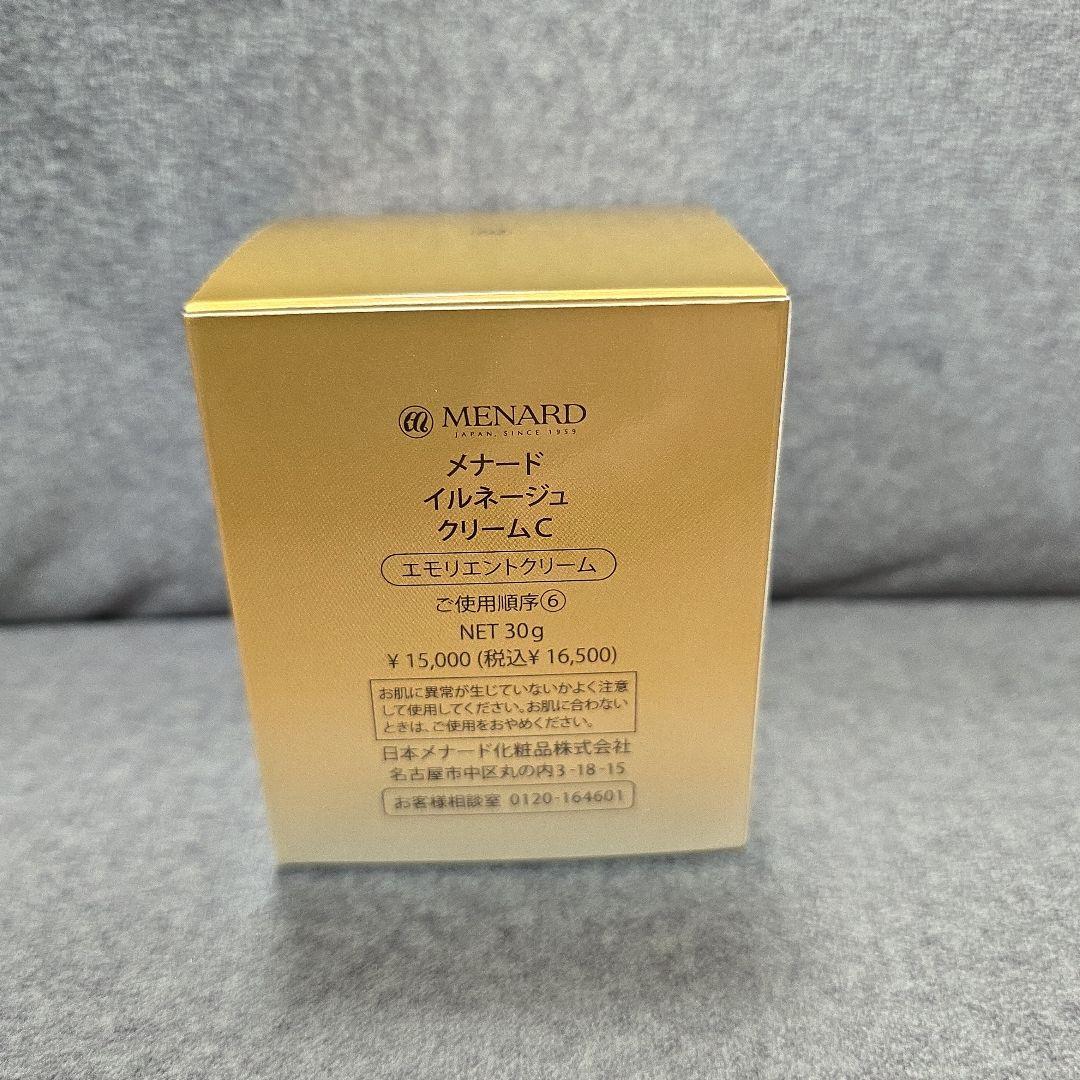 MENARD
JAPAN, SINCE 1959
メナード
イルネージュ
クリームC
エモリエントクリーム
ご使用順序⑥
NET 30g
¥15,000 (税込¥16,500)
お肌に異常が生じていないかよく注意
して使用してください。お肌に合わない
ときは、ご使用をおやめください。
日本メナード化粧品株式会社
名古屋市中区丸の内3-18-15
お客様相談室 0120-164601